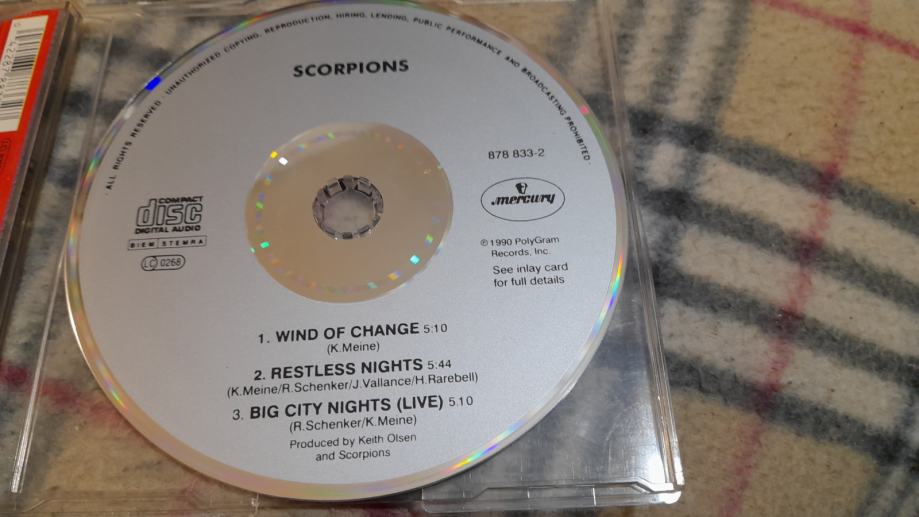 · ALL RIGHTS RESERVED · UNAUTHORIZED COPYING, REPRODUCTION, HIRING, LENDING, PUBLIC PERFORMANCE AND BROADCASTING PROHIBITED ·
SCORPIONS
878 833-2
mercury
COMPACT
disc
DIGITAL AUDIO
BIEM STEMRA
LC 0268
℗ 1990 PolyGram
Records, Inc.
See inlay card
for full details
1. WIND OF CHANGE 5:10
(K.Meine)
2. RESTLESS NIGHTS 5:44
(K.Meine/R.Schenker/J.Vallance/H.Rarebell)
3. BIG CITY NIGHTS (LIVE) 5.10
(R.Schenker/K.Meine)
Produced by Keith Olsen
and Scorpions